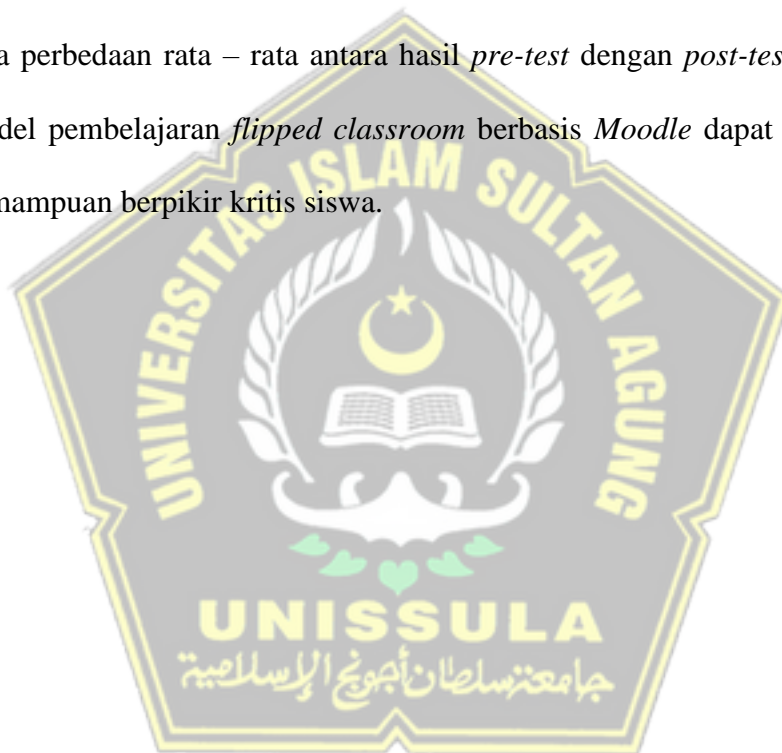 a perbedaan rata – rata antara hasil pre-test dengan post-tes
del pembelajaran flipped classroom berbasis Moodle dapat
mampuan berpikir kritis siswa.
UNIVERSITAS ISLAM SULTAN AGUNG
UNISSULA
جامعة سلطان أجونج الإسلامية